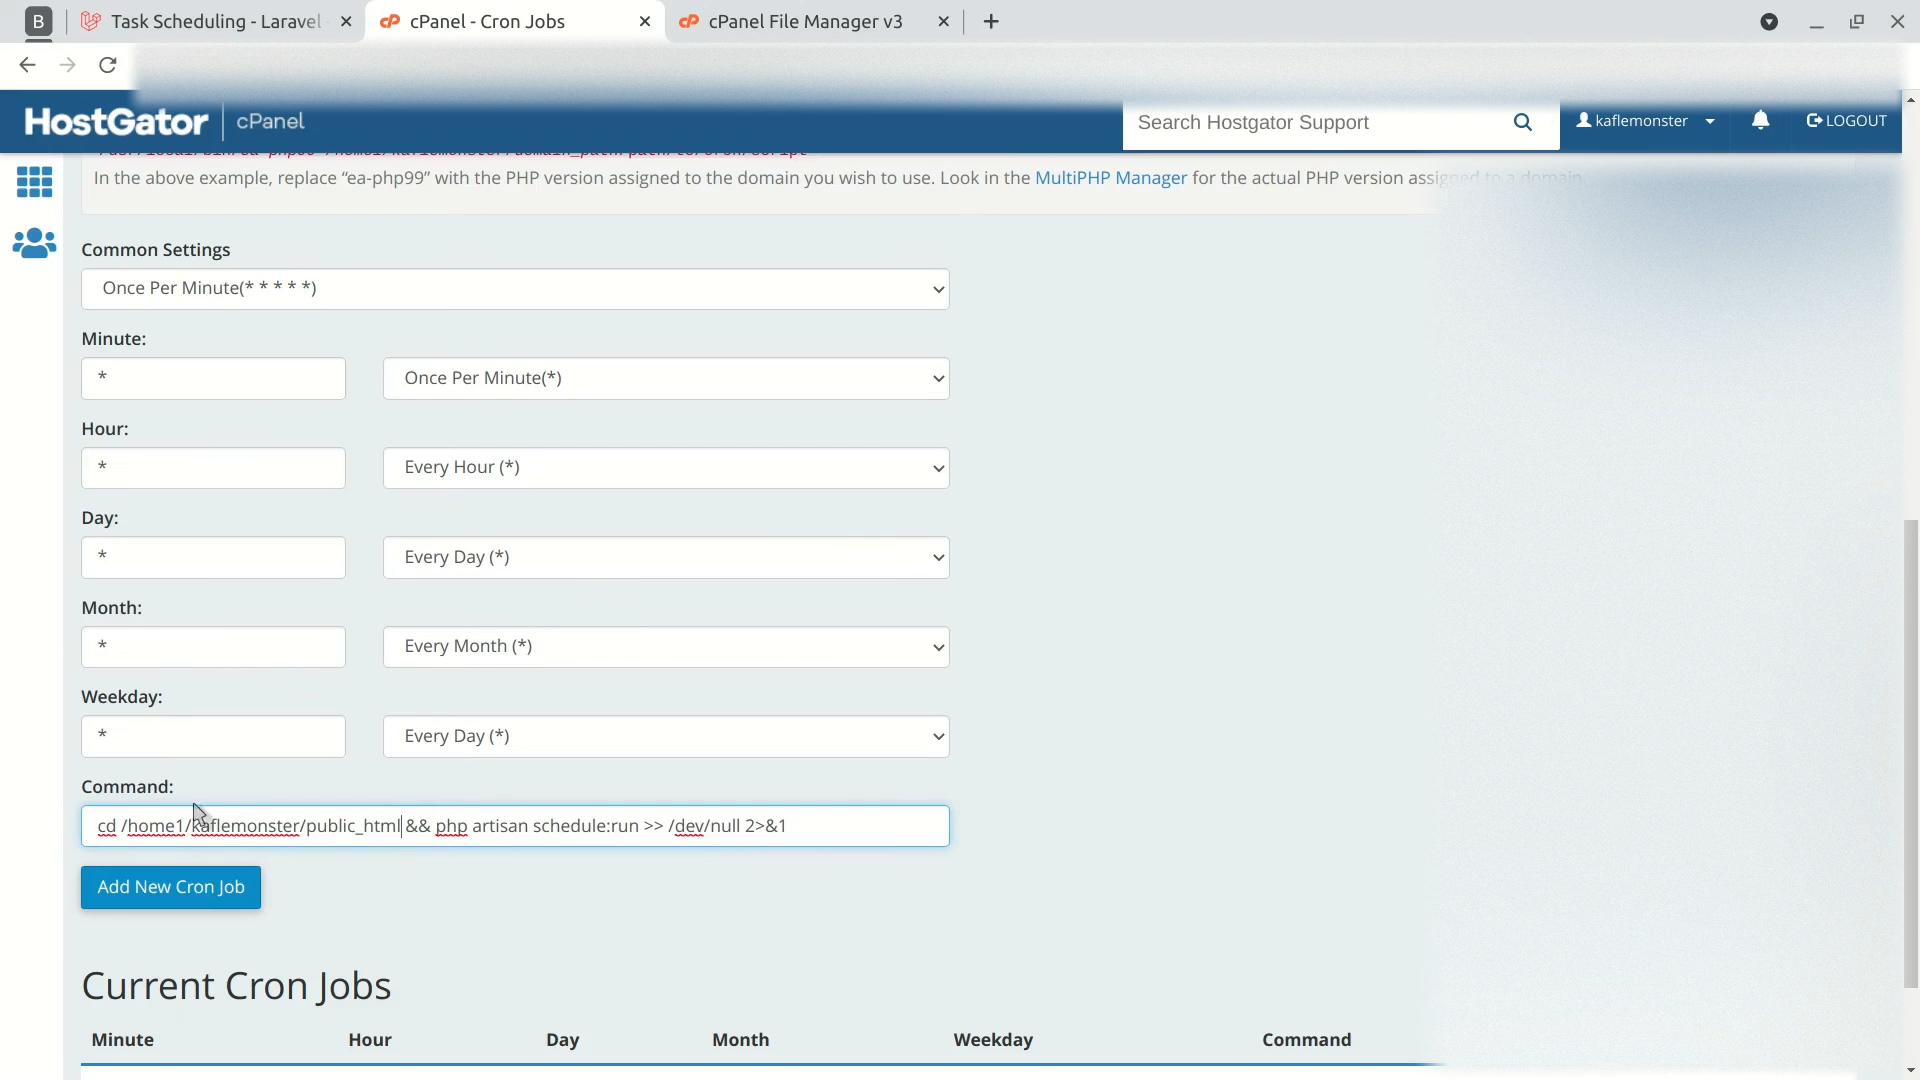 B
Task Scheduling - Laravel
cPanel - Cron Jobs
cPanel File Manager v3
HostGator
cPanel
Search Hostgator Support
kaflemonster
LOGOUT
In the above example, replace “ea-php99” with the PHP version assigned to the domain you wish to use. Look in the MultiPHP Manager for the actual PHP version assigned to a domain.
Common Settings
Once Per Minute(* * * * *)
Minute:
*
Once Per Minute(*)
Hour:
*
Every Hour (*)
Day:
*
Every Day (*)
Month:
*
Every Month (*)
Weekday:
*
Every Day (*)
Command:
cd /home1/kaflemonster/public_html && php artisan schedule:run >> /dev/null 2>&1
Add New Cron Job
Current Cron Jobs
Minute Hour Day Month Weekday Command